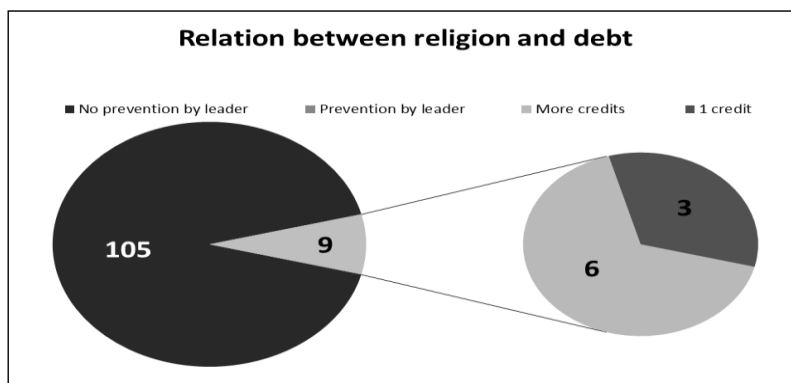 Relation between religion and debt
No prevention by leader Prevention by leader More credits 1 credit
105
9
3
6